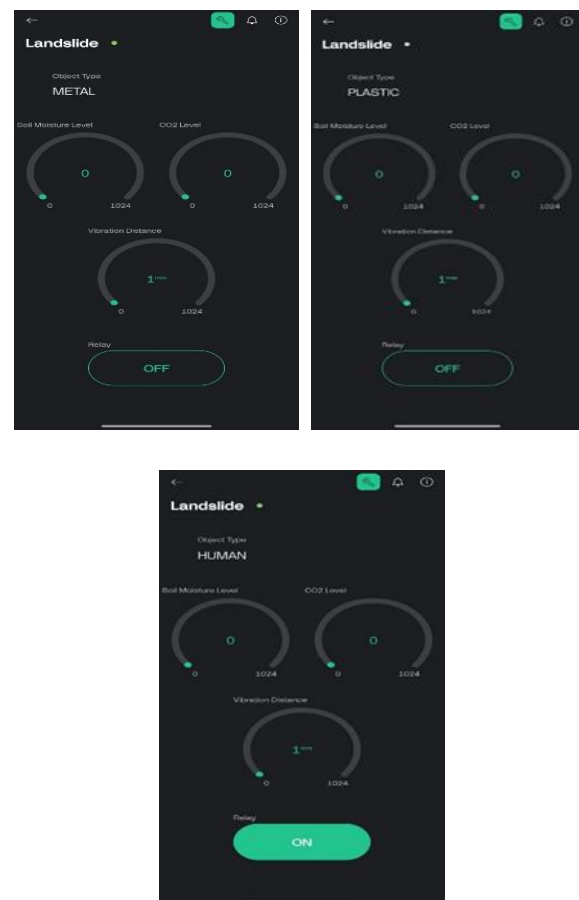 Landslide
Object Type
METAL
Soil Moisture Level
CO2 Level
0
0
0 1024
0 1024
Vibration Distance
1 mm
0 1024
Relay
OFF
Landslide
Object Type
PLASTIC
Soil Moisture Level
CO2 Level
0
0
0 1024
0 1024
Vibration Distance
1 mm
0 1024
Relay
OFF
Landslide
Object Type
HUMAN
Soil Moisture Level
CO2 Level
0
0
0 1024
0 1024
Vibration Distance
1 mm
0 1024
Relay
ON